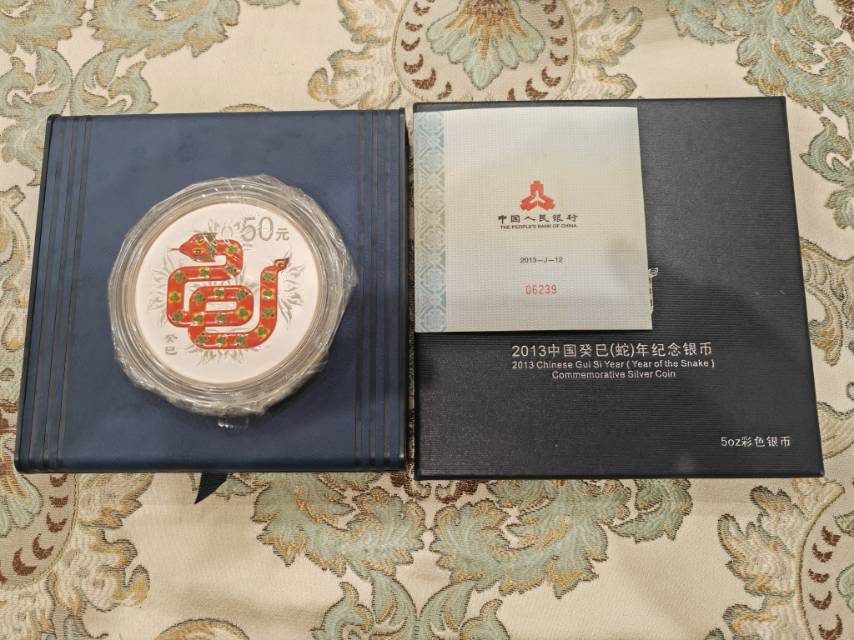 50元
癸巳
中国人民银行
THE PEOPLE'S BANK OF CHINA
2013—J—12
06239
2013中国癸巳(蛇)年纪念银币
2013 Chinese Gui Si Year ( Year of the Snake )
Commemorative Silver Coin
5oz彩色银币